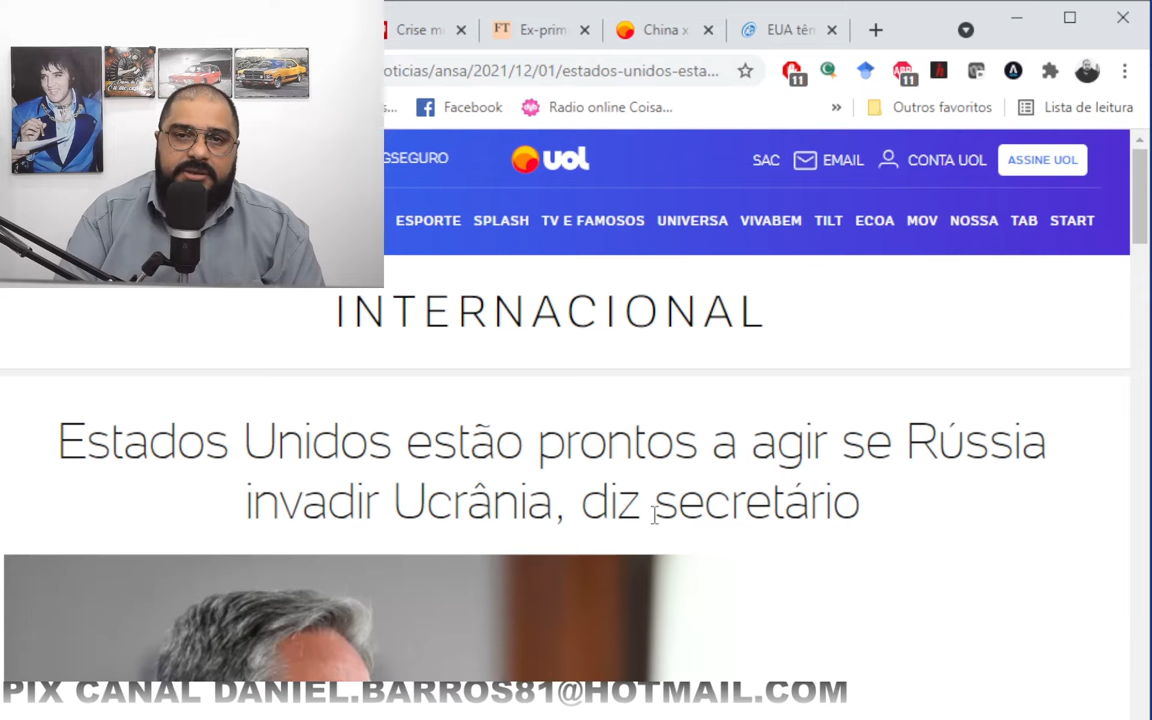 Crise m
FT Ex-prim
China x
EUA têm
oticias/ansa/2021/12/01/estados-unidos-esta...
11
ABP
11
s...
Facebook
Radio online Coisa...
»
Outros favoritos
Lista de leitura
GSEGURO
uol
SAC
EMAIL
CONTA UOL
ASSINE UOL
ESPORTE SPLASH TV E FAMOSOS UNIVERSA VIVABEM TILT ECOA MOV NOSSA TAB START
INTERNACIONAL
Estados Unidos estão prontos a agir se Rússia
invadir Ucrânia, diz secretário
PIX CANAL DANIEL.BARROS81@HOTMAIL.COM